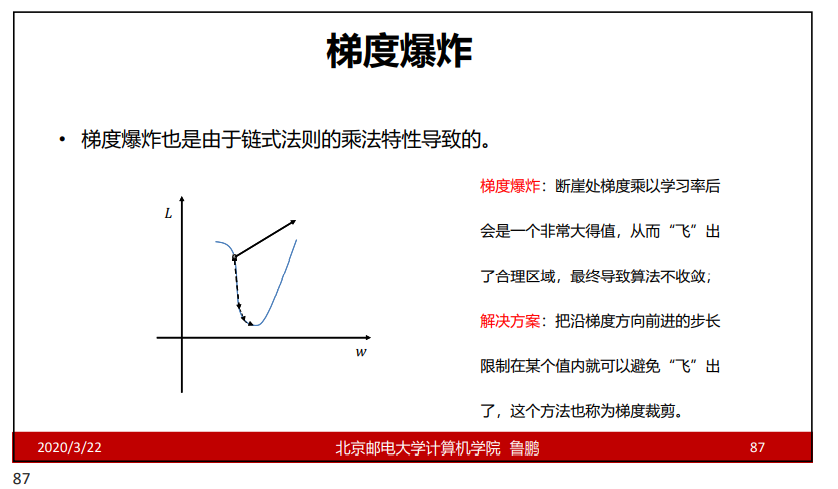 梯度爆炸
• 梯度爆炸也是由于链式法则的乘法特性导致的。
L
w
梯度爆炸：断崖处梯度乘以学习率后
会是一个非常大得值，从而“飞”出
了合理区域，最终导致算法不收敛；
解决方案：把沿梯度方向前进的步长
限制在某个值内就可以避免“飞”出
了，这个方法也称为梯度裁剪。
2020/3/22
北京邮电大学计算机学院 鲁鹏
87
87